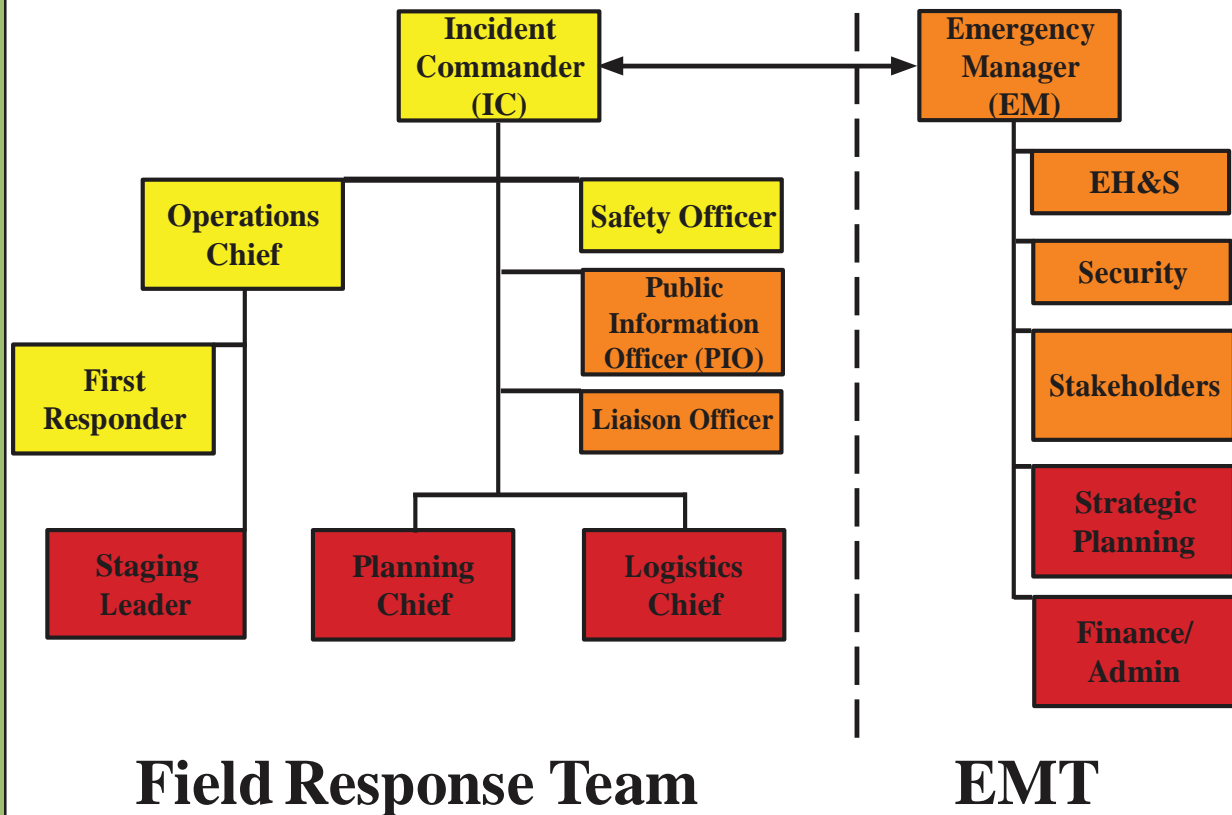 Incident
Commander
(IC)
Emergency
Manager
(EM)
Operations
Chief
Safety Officer
EH&S
Public
Information
Officer (PIO)
Security
First
Responder
Liaison Officer
Stakeholders
Staging
Leader
Planning
Chief
Logistics
Chief
Strategic
Planning
Finance/
Admin
Field Response Team
EMT